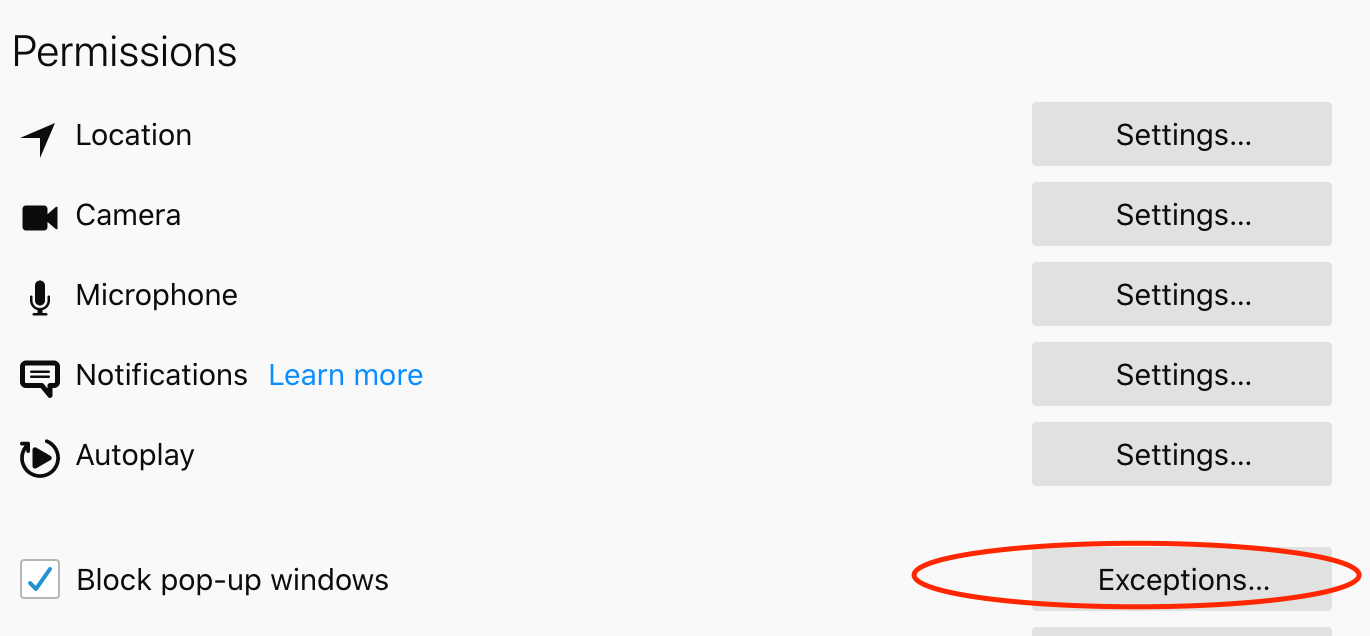 Permissions
Location Settings...
Camera Settings...
Microphone Settings...
Notifications Learn more Settings...
Autoplay Settings...
Block pop-up windows Exceptions...